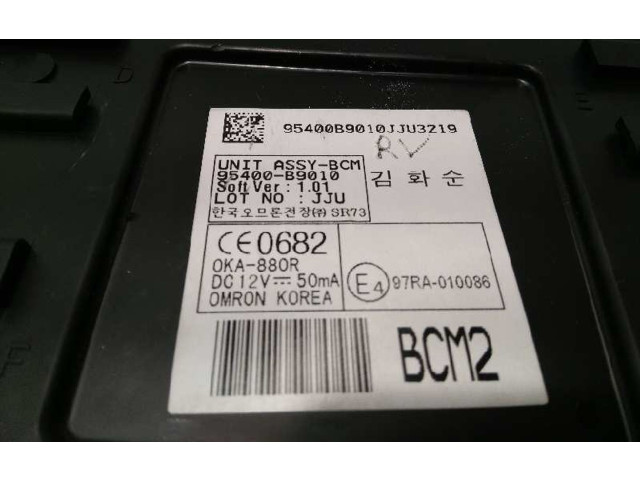 95400B9010JJU3219
RV
UNIT ASSY-BCM
95400-B9010
Soft Ver : 1.01
LOT NO : JJU
한국오므론전장㈜ SR73
김화순
CE0682
OKA-880R
DC12V⎓50mA
OMRON KOREA
E4 97RA-010086
BCM2
D
E
F